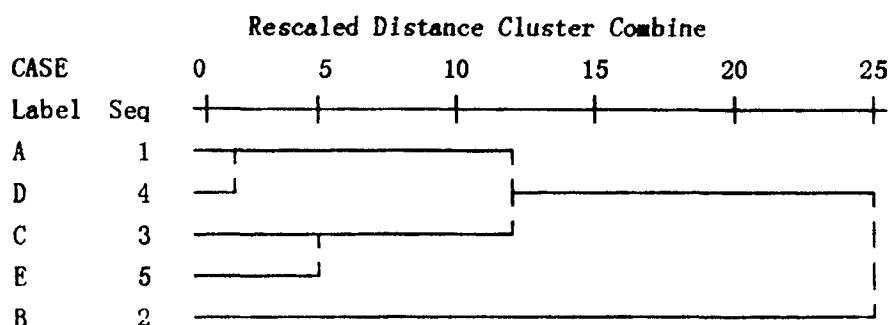 Rescaled Distance Cluster Combine
CASE 0 5 10 15 20 25
Label Seq
A 1
D 4
C 3
E 5
B 2